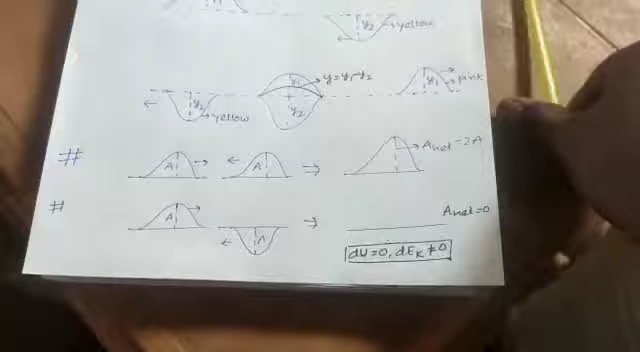 y₂ yellow
y₁ y=y₁-y₂
y₂ yellow y₂ y₁ pink
# A A Anet=2A
# A A Anet=0
dU=0, dEₖ≠0